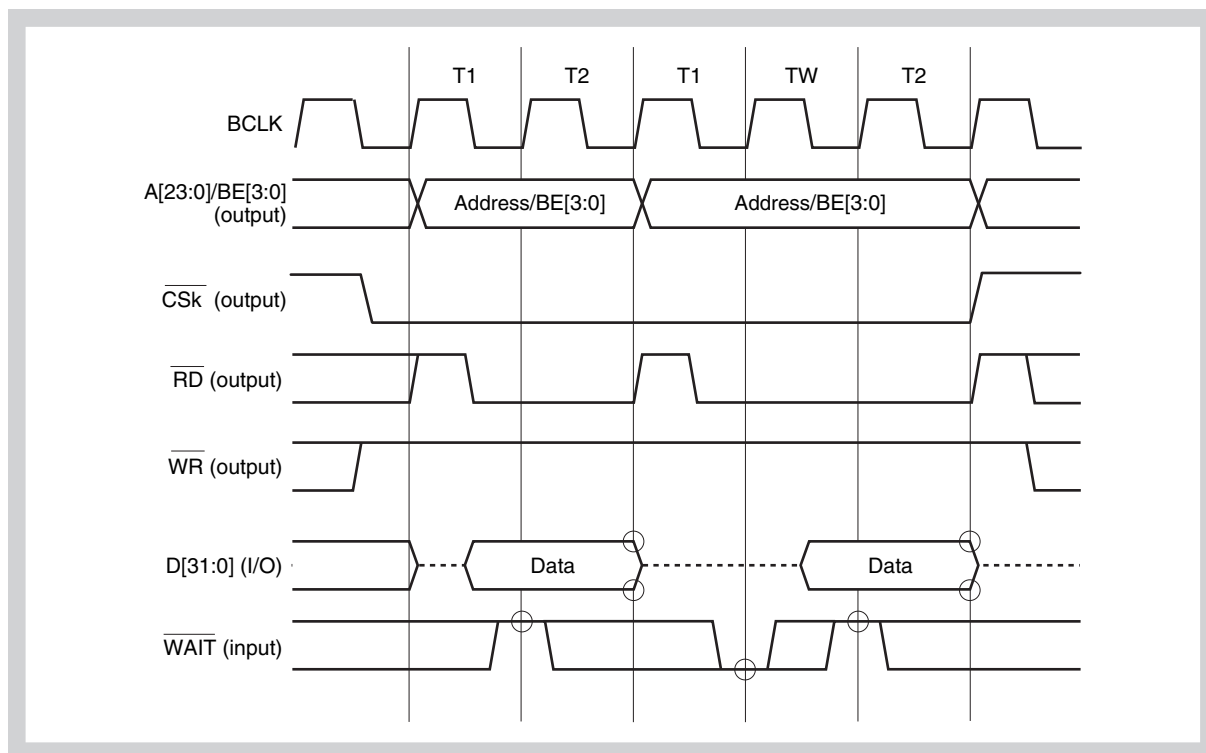 T1 T2 T1 TW T2
BCLK
A[23:0]/BE[3:0]
(output)
Address/BE[3:0] Address/BE[3:0]
CSk (output)
RD (output)
WR (output)
D[31:0] (I/O)
Data Data
WAIT (input)